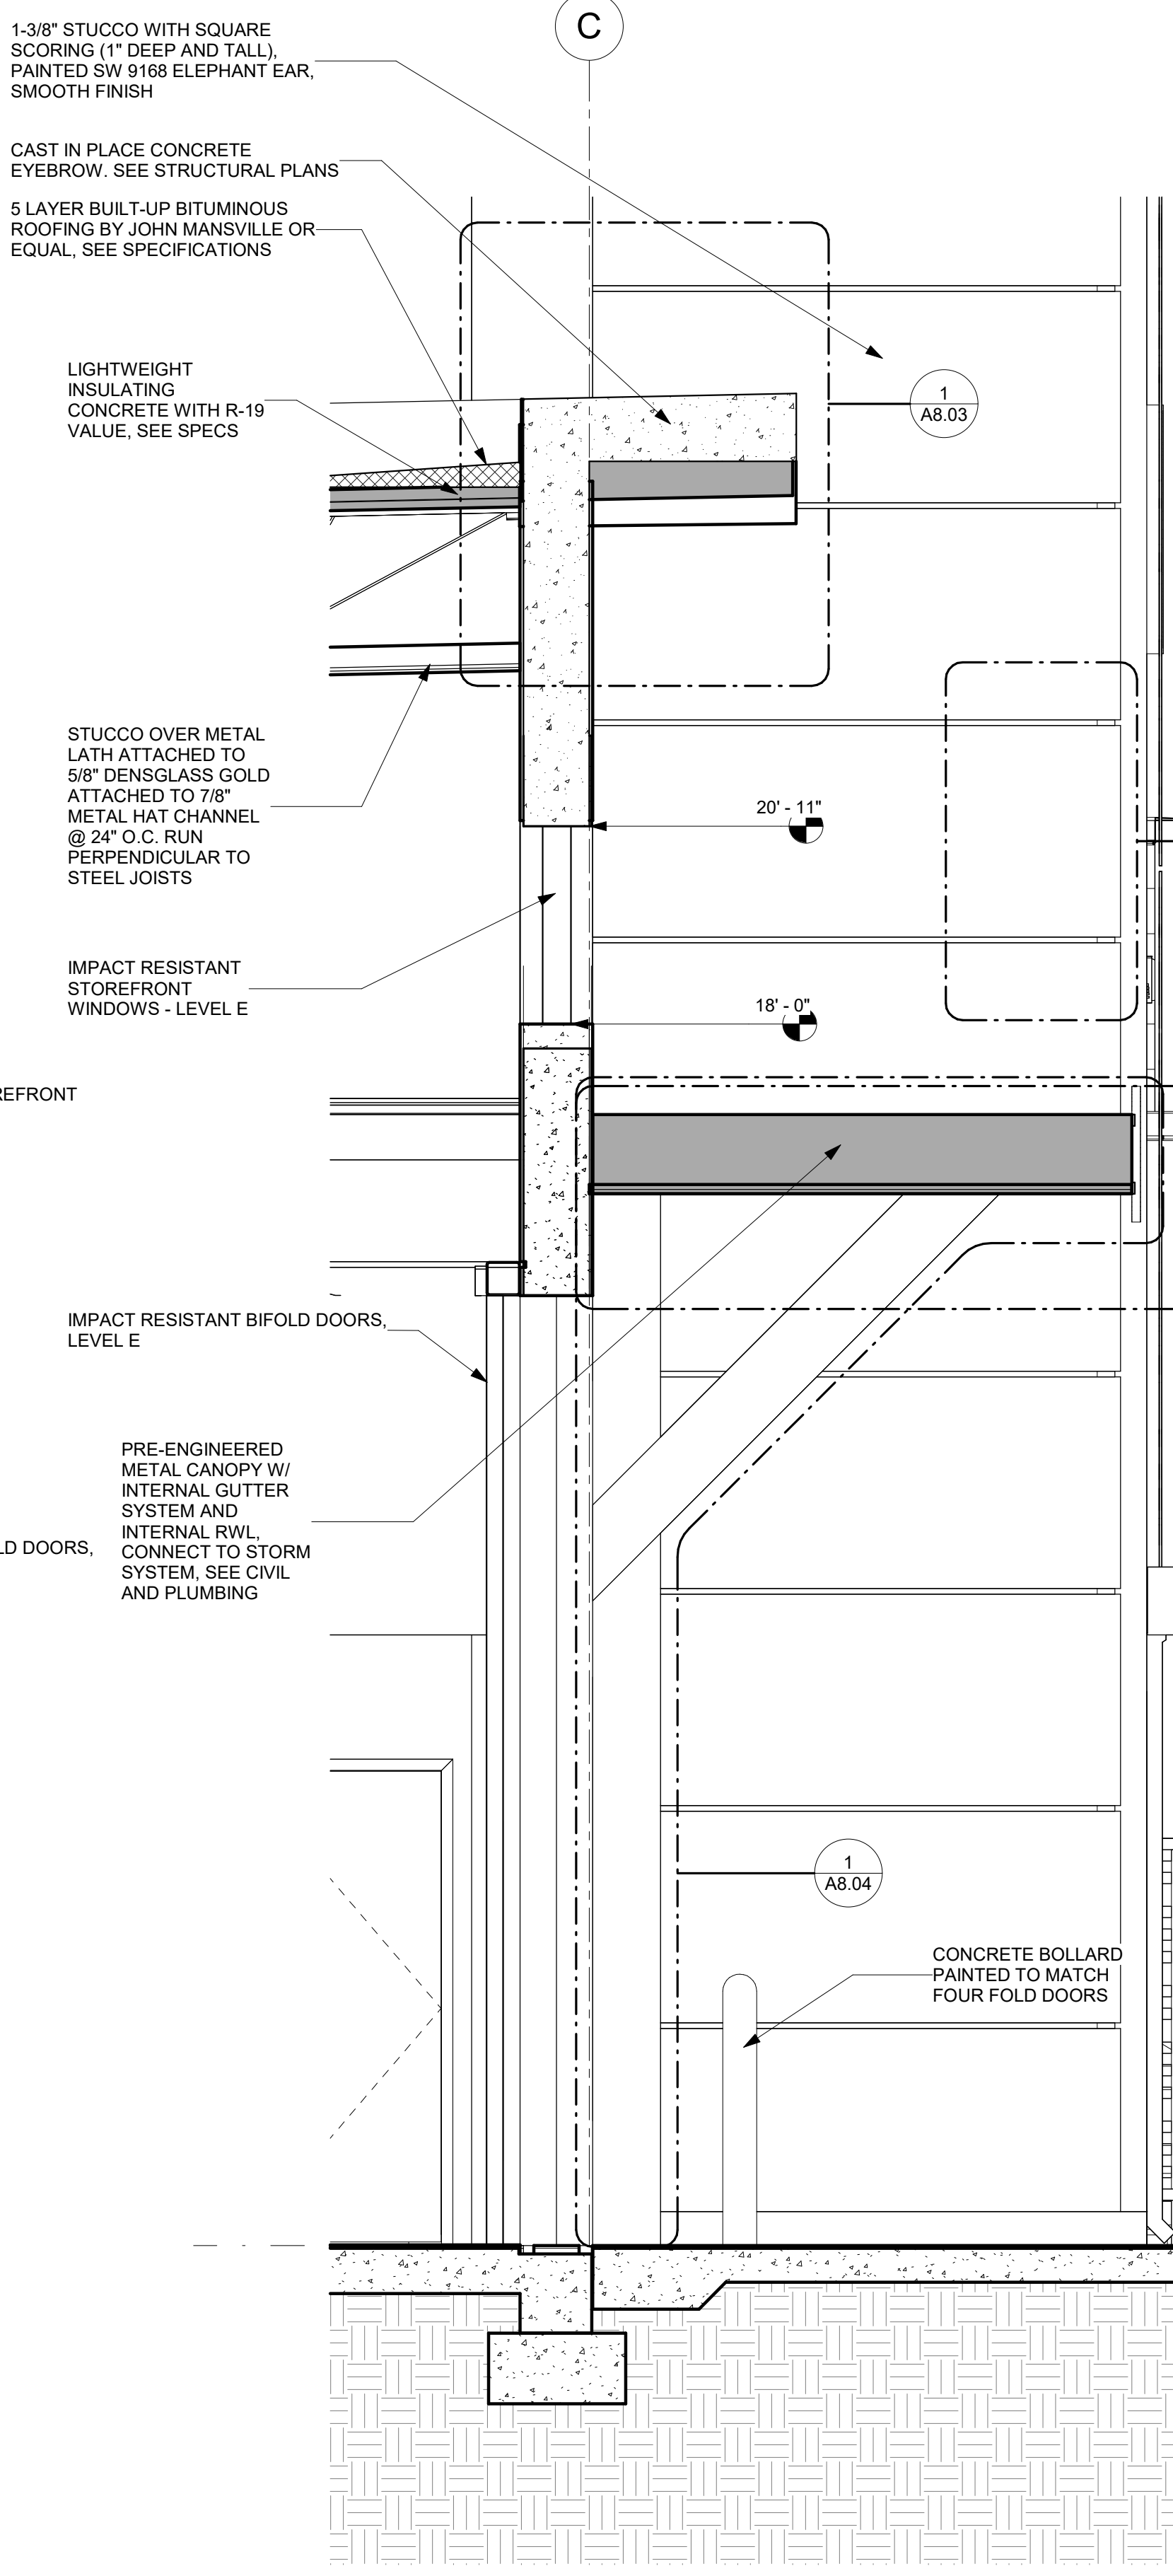 C
1-3/8" STUCCO WITH SQUARE
SCORING (1" DEEP AND TALL),
PAINTED SW 9168 ELEPHANT EAR,
SMOOTH FINISH
CAST IN PLACE CONCRETE
EYEBROW. SEE STRUCTURAL PLANS
5 LAYER BUILT-UP BITUMINOUS
ROOFING BY JOHN MANSVILLE OR
EQUAL, SEE SPECIFICATIONS
LIGHTWEIGHT
INSULATING
CONCRETE WITH R-19
VALUE, SEE SPECS
1
A8.03
STUCCO OVER METAL
LATH ATTACHED TO
5/8" DENSGLASS GOLD
ATTACHED TO 7/8"
METAL HAT CHANNEL
@ 24" O.C. RUN
PERPENDICULAR TO
STEEL JOISTS
20' - 11"
IMPACT RESISTANT
STOREFRONT
WINDOWS - LEVEL E
18' - 0"
REFRONT
IMPACT RESISTANT BIFOLD DOORS,
LEVEL E
PRE-ENGINEERED
METAL CANOPY W/
INTERNAL GUTTER
SYSTEM AND
INTERNAL RWL,
CONNECT TO STORM
SYSTEM, SEE CIVIL
AND PLUMBING
LD DOORS,
1
A8.04
CONCRETE BOLLARD
PAINTED TO MATCH
FOUR FOLD DOORS